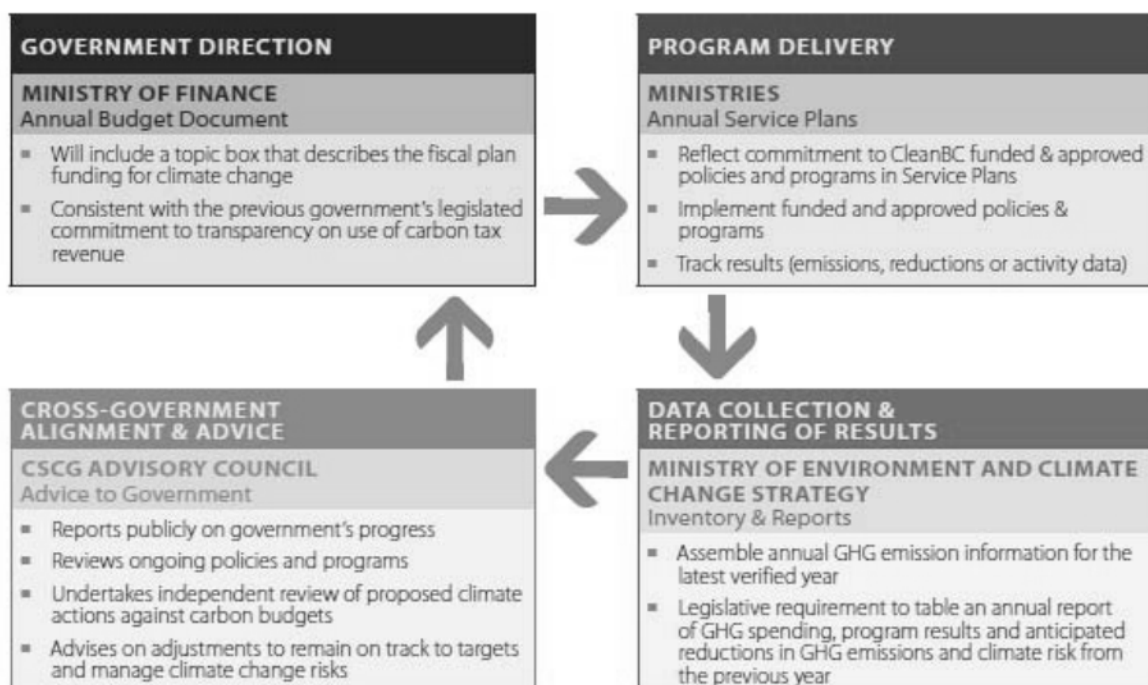 GOVERNMENT DIRECTION
MINISTRY OF FINANCE
Annual Budget Document
▪ Will include a topic box that describes the fiscal plan
funding for climate change
▪ Consistent with the previous government's legislated
commitment to transparency on use of carbon tax
revenue
PROGRAM DELIVERY
MINISTRIES
Annual Service Plans
▪ Reflect commitment to CleanBC funded & approved
policies and programs in Service Plans
▪ Implement funded and approved policies &
programs
▪ Track results (emissions, reductions or activity data)
CROSS-GOVERNMENT
ALIGNMENT & ADVICE
CSCG ADVISORY COUNCIL
Advice to Government
▪ Reports publicly on government's progress
▪ Reviews ongoing policies and programs
▪ Undertakes independent review of proposed climate
actions against carbon budgets
▪ Advises on adjustments to remain on track to targets
and manage climate change risks
DATA COLLECTION &
REPORTING OF RESULTS
MINISTRY OF ENVIRONMENT AND CLIMATE
CHANGE STRATEGY
Inventory & Reports
▪ Assemble annual GHG emission information for the
latest verified year
▪ Legislative requirement to table an annual report
of GHG spending, program results and anticipated
reductions in GHG emissions and climate risk from
the previous year